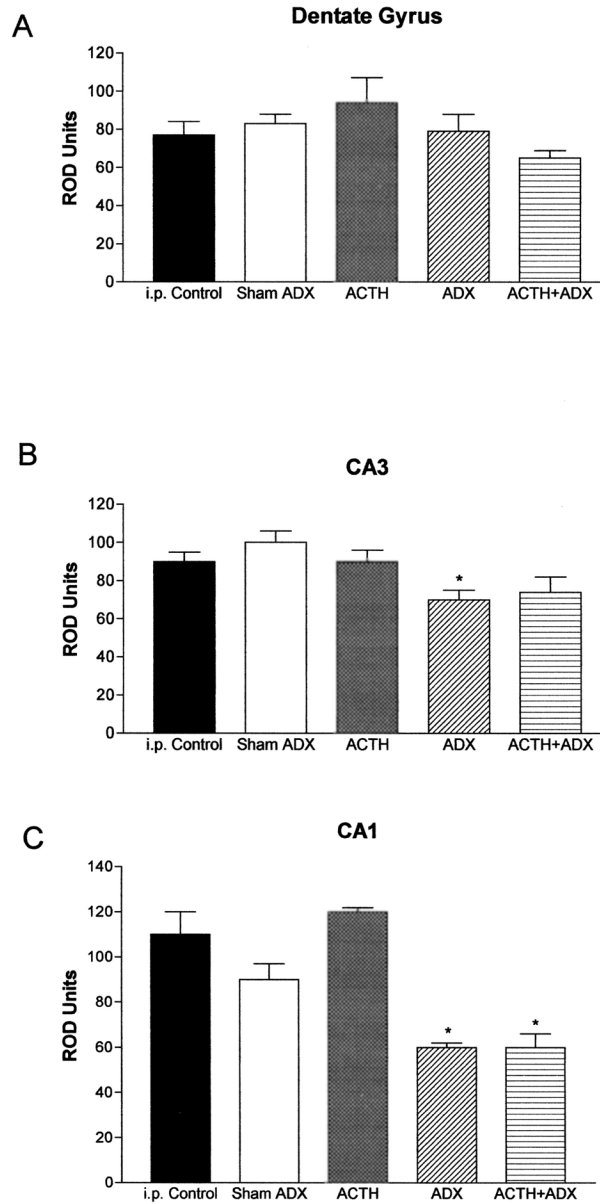 A
Dentate Gyrus
120
100
80
60
40
20
0
ROD Units
i.p. Control Sham ADX ACTH ADX ACTH+ADX
B
CA3
120
100
80
60
40
20
0
ROD Units
*
i.p. Control Sham ADX ACTH ADX ACTH+ADX
C
CA1
140
120
100
80
60
40
20
0
ROD Units
* *
i.p. Control Sham ADX ACTH ADX ACTH+ADX